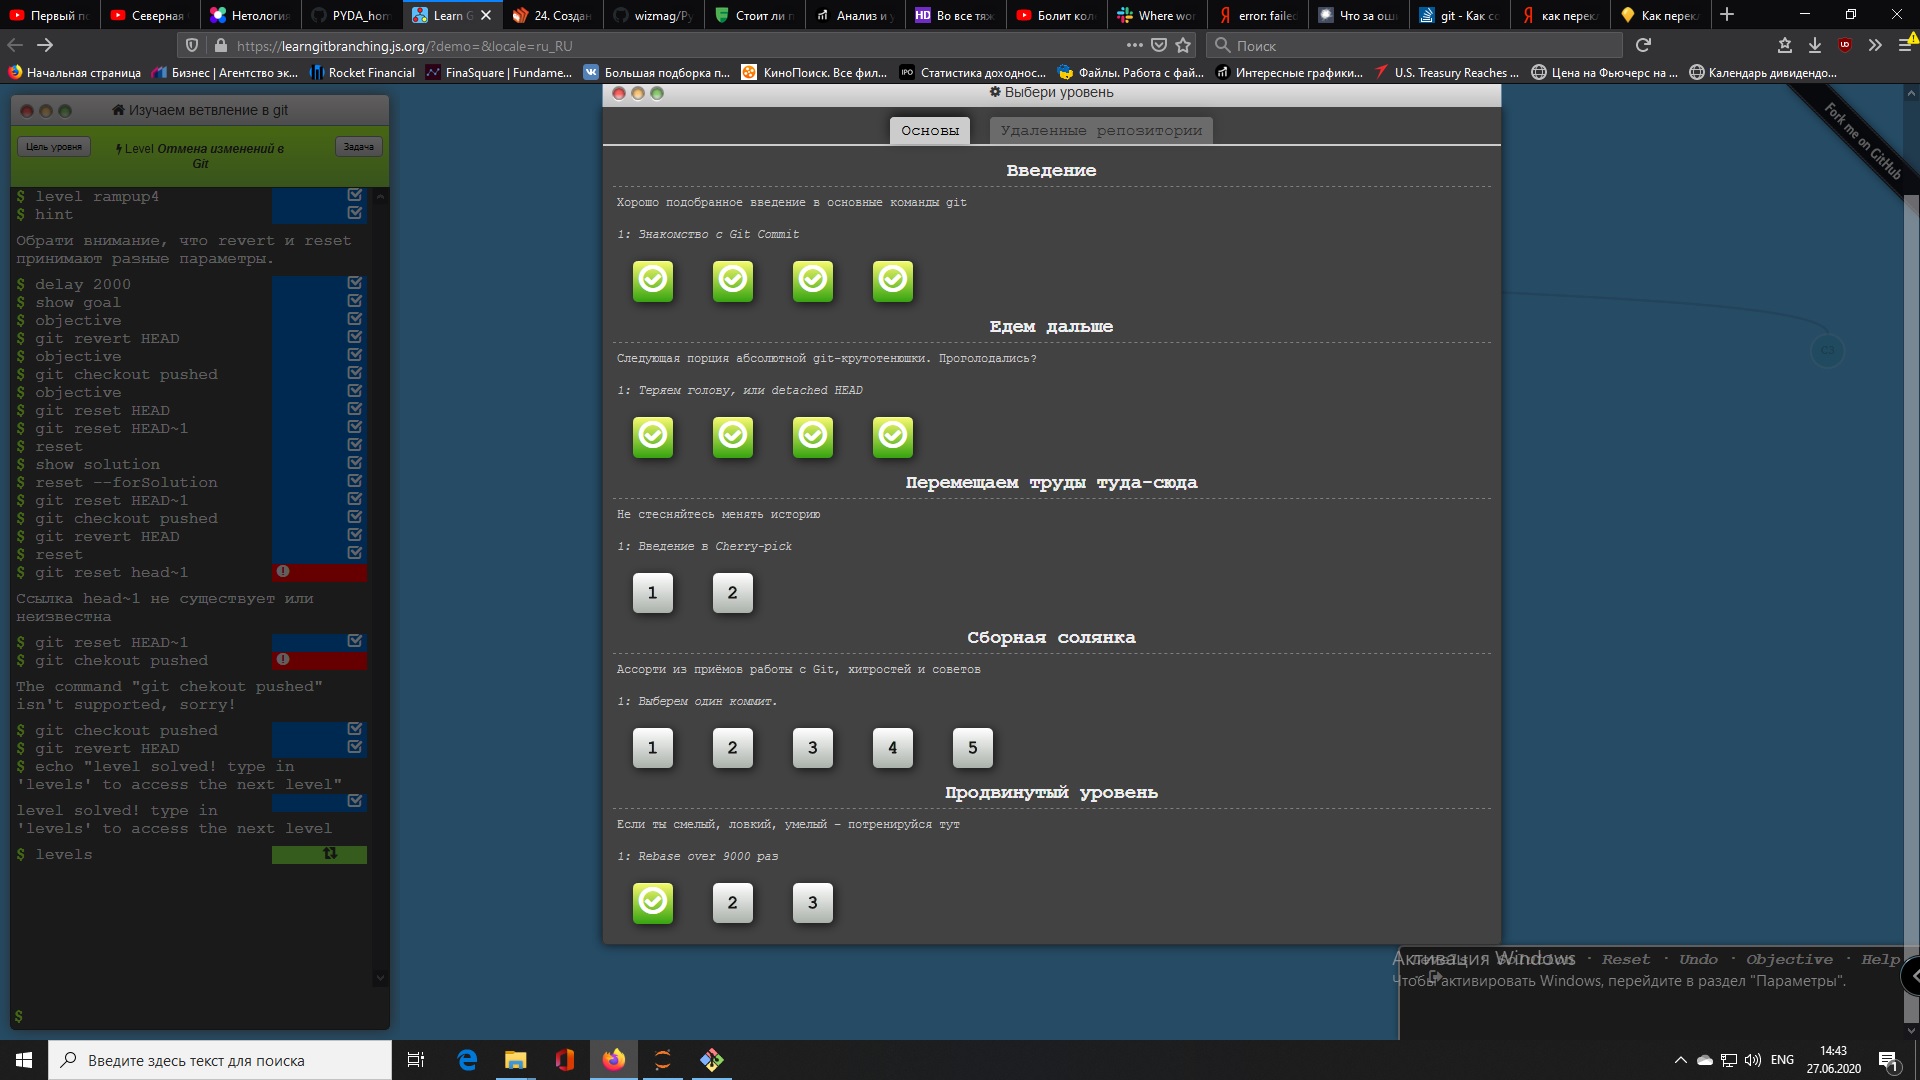 Первый по
Северная
Нетология
PYDA_hom
Learn G
24. Создан
wizmag/Py
Стоит ли п
Анализ и у
Во все тяж
Болит кол
Where wor
error: failed
Что за ош
git - Как со
как перекл
Как перекл
https://learngitbranching.js.org/?demo=&locale=ru_RU
Поиск
Начальная страница
Бизнес | Агентство эк...
Rocket Financial
FinaSquare | Fundame...
Большая подборка п...
КиноПоиск. Все фил...
Статистика доходнос...
Файлы. Работа с фай...
Интересные графики...
U.S. Treasury Reaches ...
Цена на Фьючерс на ...
Календарь дивидендо...
Изучаем ветвление в git
Цель уровня
Level Отмена изменений в
Git
Задача
$ level rampup4
$ hint
Обрати внимание, что revert и reset
принимают разные параметры.
$ delay 2000
$ show goal
$ objective
$ git revert HEAD
$ objective
$ git checkout pushed
$ objective
$ git reset HEAD
$ git reset HEAD~1
$ reset
$ show solution
$ reset --forSolution
$ git reset HEAD~1
$ git checkout pushed
$ git revert HEAD
$ reset
$ git reset head~1
Ссылка head~1 не существует или
неизвестна
$ git reset HEAD~1
$ git chekout pushed
The command "git chekout pushed"
isn't supported, sorry!
$ git checkout pushed
$ git revert HEAD
$ echo "level solved! type in
'levels' to access the next level"
level solved! type in
'levels' to access the next level
$ levels
$
Выбери уровень
Основы
Удаленные репозитории
Введение
Хорошо подобранное введение в основные команды git
1: Знакомство с Git Commit
Едем дальше
Следующая порция абсолютной git-крутотенюшки. Проголодались?
1: Теряем голову, или detached HEAD
Перемещаем труды туда-сюда
Не стесняйтесь менять историю
1: Введение в Cherry-pick
1 2
Сборная солянка
Ассорти из приёмов работы с Git, хитростей и советов
1: Выберем один коммит.
1 2 3 4 5
Продвинутый уровень
Если ты смелый, ловкий, умелый – потренируйся тут
1: Rebase over 9000 раз
2 3
Fork me on GitHub
Активация Windows
· Reset · Undo · Objective · Help
Чтобы активировать Windows, перейдите в раздел "Параметры".
Введите здесь текст для поиска
ENG
14:43
27.06.2020
1